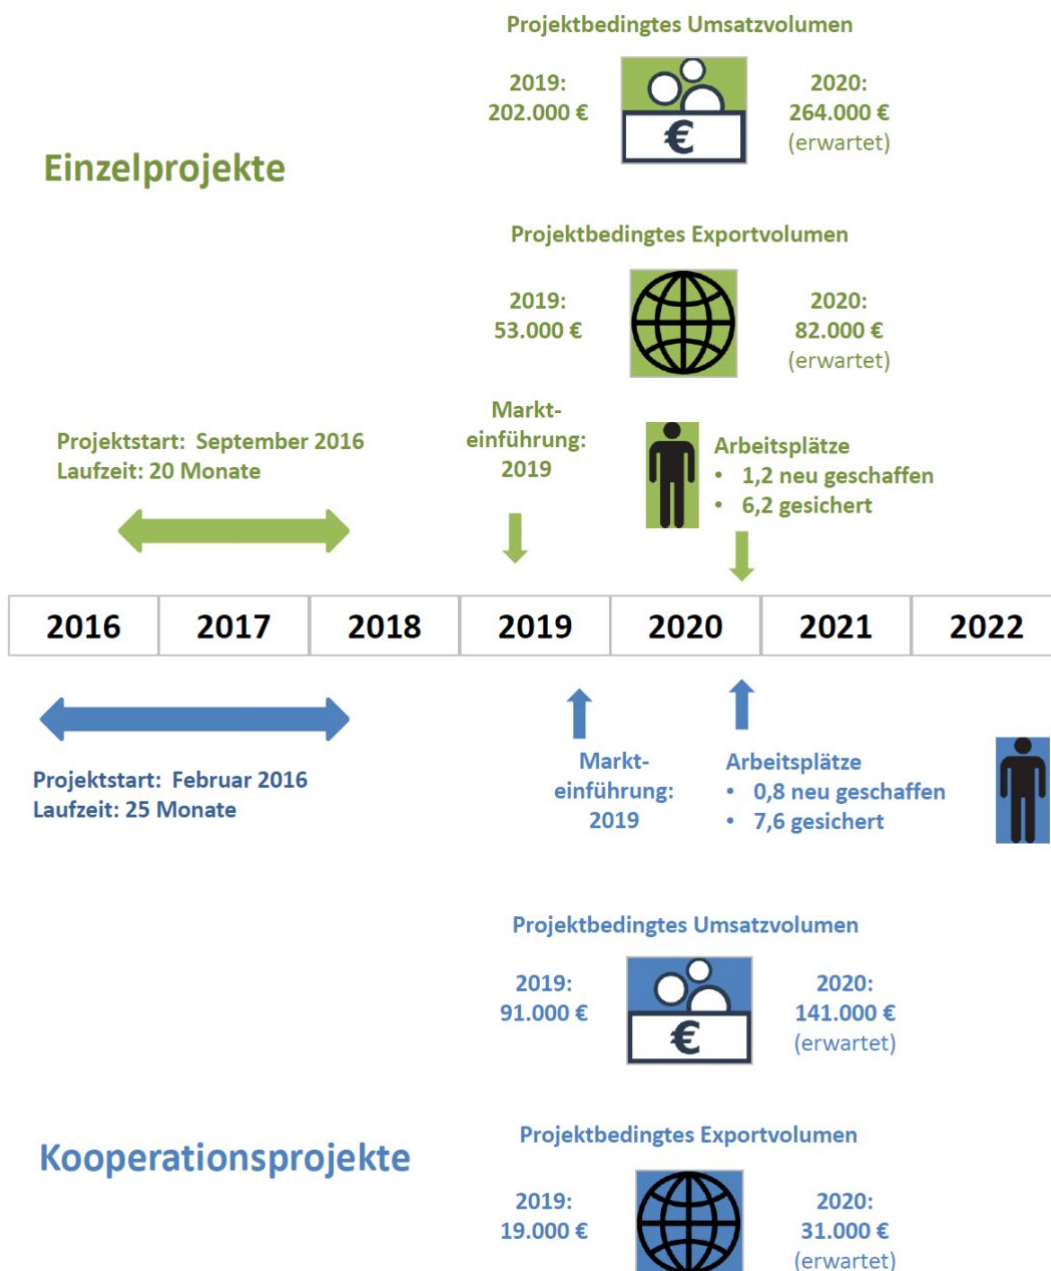 Projektbedingtes Umsatzvolumen
2019:
202.000 €
€
2020:
264.000 €
(erwartet)
Einzelprojekte
Projektbedingtes Exportvolumen
2019:
53.000 €
2020:
82.000 €
(erwartet)
Projektstart: September 2016
Laufzeit: 20 Monate
Markt-
einführung:
2019
Arbeitsplätze
• 1,2 neu geschaffen
• 6,2 gesichert
2016 2017 2018 2019 2020 2021 2022
Projektstart: Februar 2016
Laufzeit: 25 Monate
Markt-
einführung:
2019
Arbeitsplätze
• 0,8 neu geschaffen
• 7,6 gesichert
Projektbedingtes Umsatzvolumen
2019:
91.000 €
€
2020:
141.000 €
(erwartet)
Kooperationsprojekte
Projektbedingtes Exportvolumen
2019:
19.000 €
2020:
31.000 €
(erwartet)